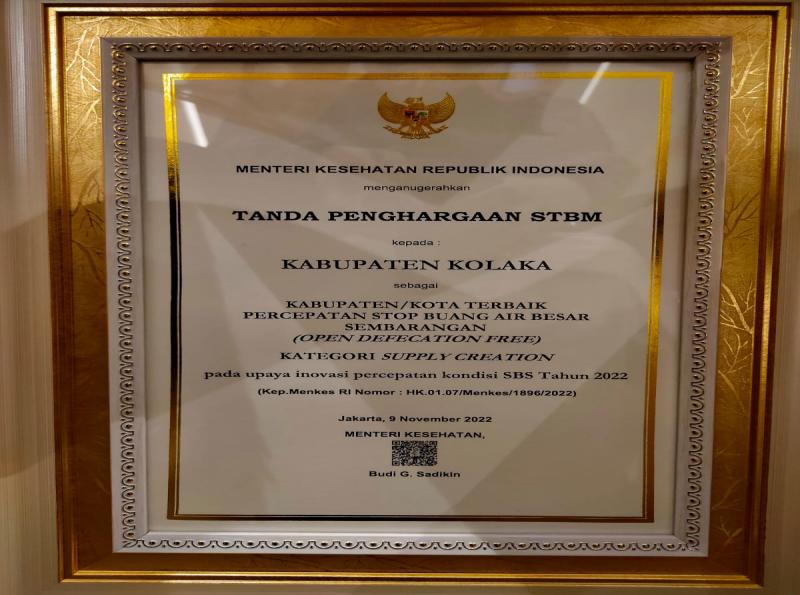 MENTERI KESEHATAN REPUBLIK INDONESIA
menganugerahkan
TANDA PENGHARGAAN STBM
kepada :
KABUPATEN KOLAKA
sebagai
KABUPATEN/KOTA TERBAIK
PERCEPATAN STOP BUANG AIR BESAR
SEMBARANGAN
(OPEN DEFECATION FREE)
KATEGORI SUPPLY CREATION
pada upaya inovasi percepatan kondisi SBS Tahun 2022
(Kep.Menkes RI Nomor : HK.01.07/Menkes/1896/2022)
Jakarta, 9 November 2022
MENTERI KESEHATAN,
Budi G. Sadikin